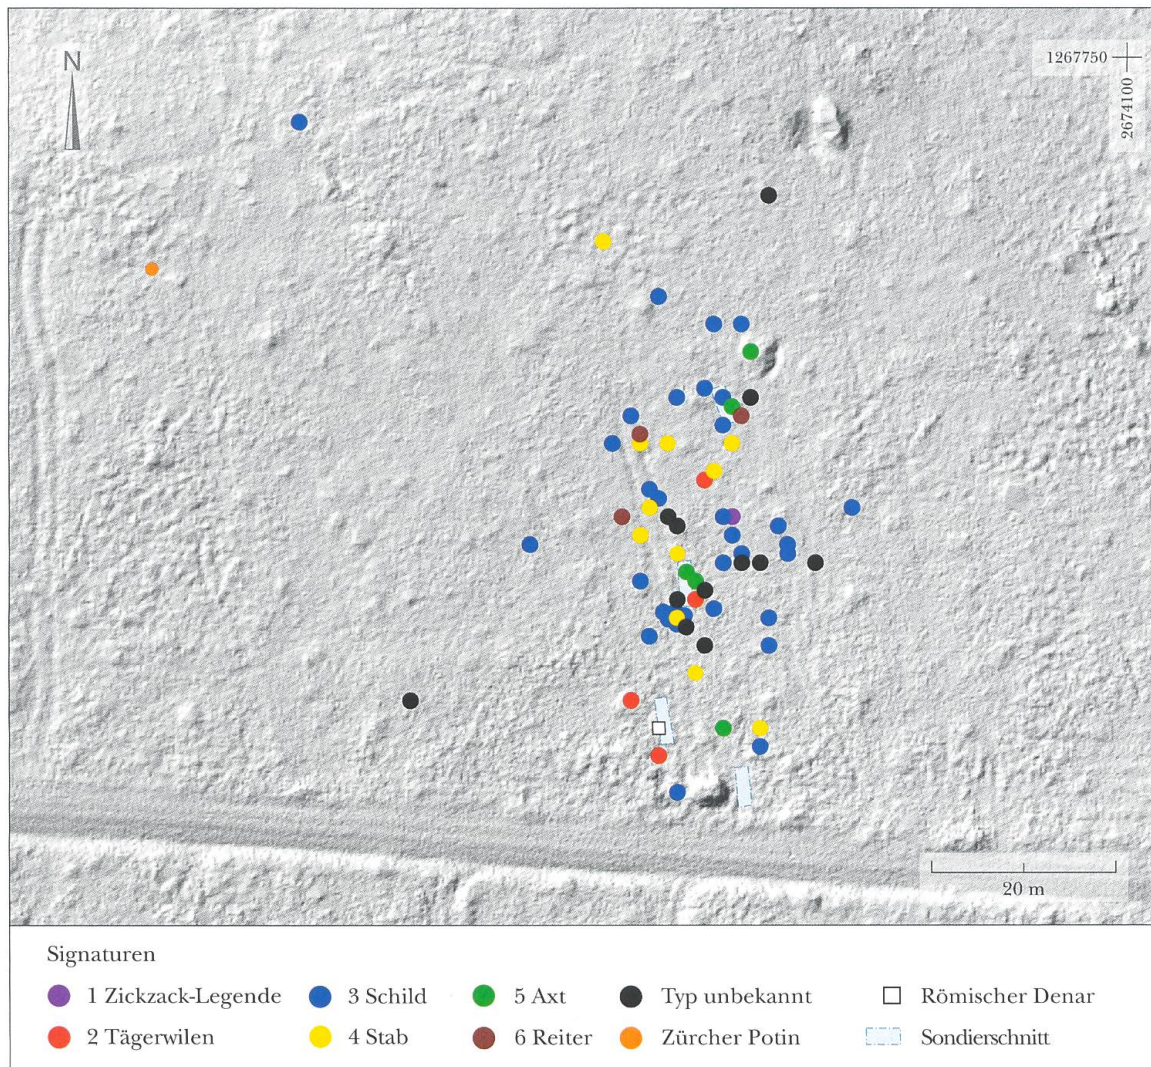 N
1267750
2674100
20 m
Signaturen
1 Zickzack-Legende
3 Schild
5 Axt
Typ unbekannt
Römischer Denar
2 Tägerwilen
4 Stab
6 Reiter
Zürcher Potin
Sondierschnitt